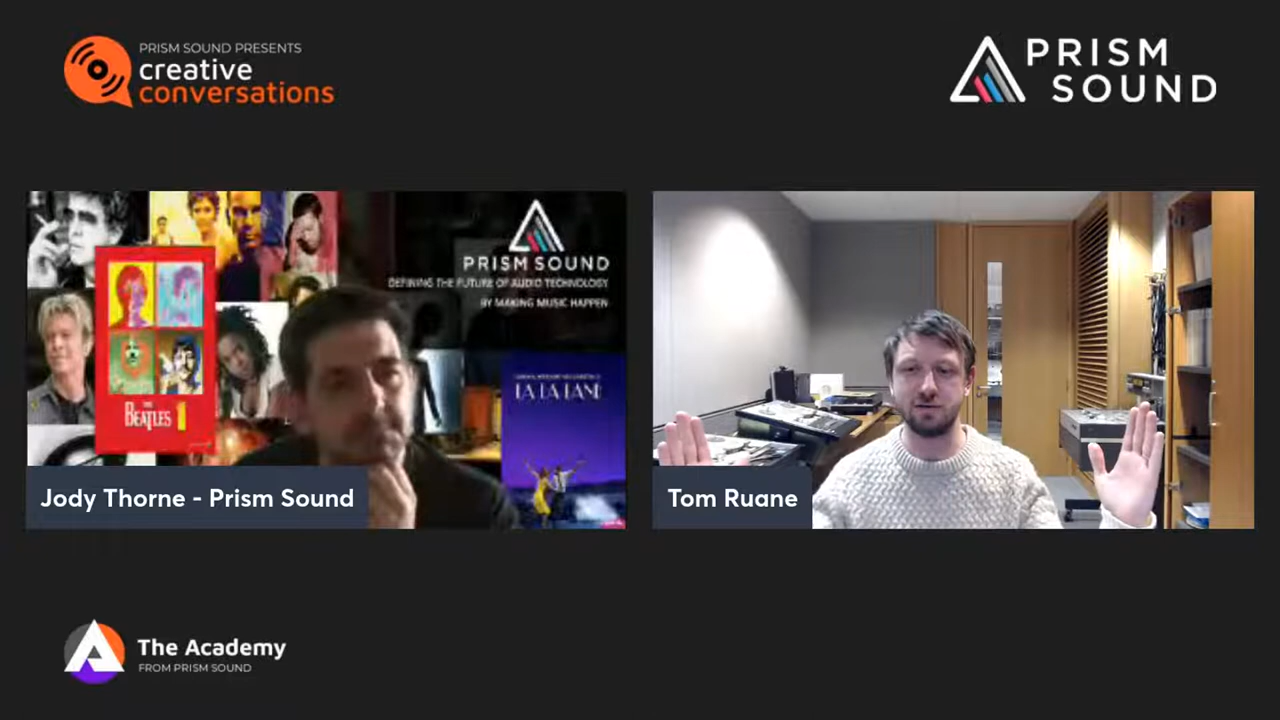 PRISM SOUND PRESENTS
creative
conversations
PRISM
SOUND
PRISM SOUND
DEFINING THE FUTURE OF AUDIO TECHNOLOGY
BY MAKING MUSIC HAPPEN
THE
BEATLES 1
LA LA LAND
Jody Thorne - Prism Sound
Tom Ruane
The Academy
FROM PRISM SOUND